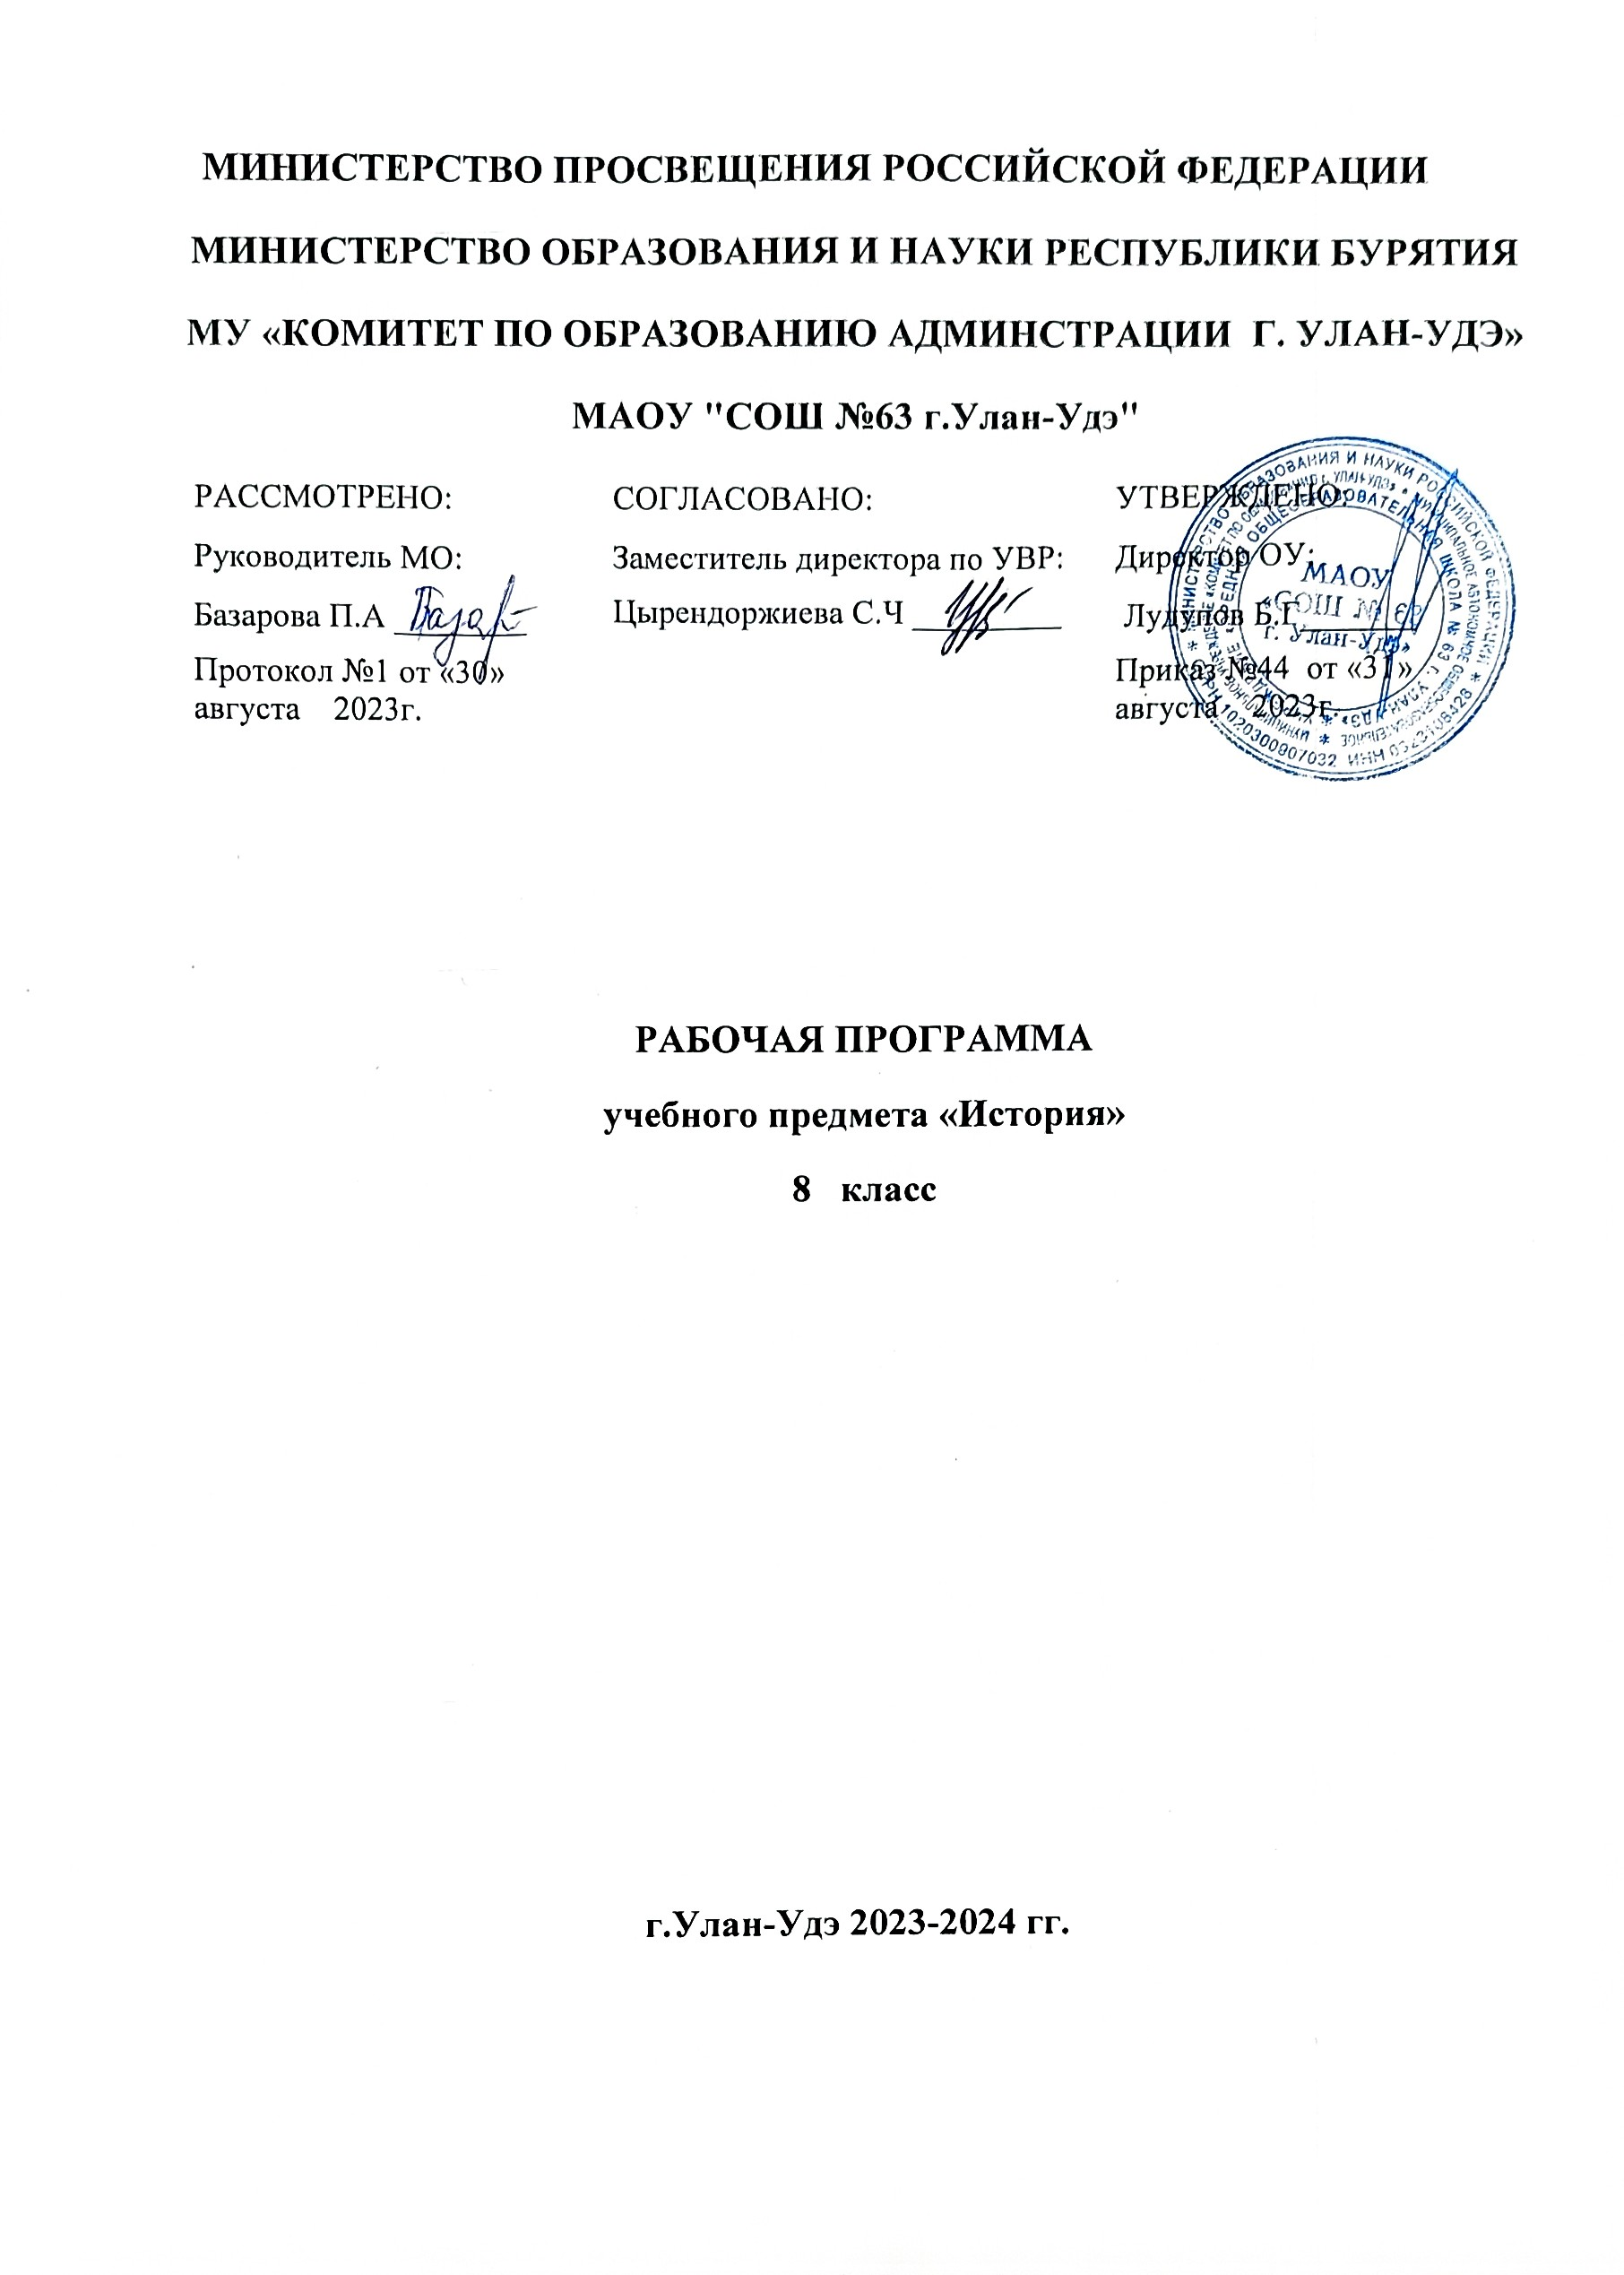 МИНИСТЕРСТВО ПРОСВЕЩЕНИЯ РОССИЙСКОЙ ФЕДЕРАЦИИ
МИНИСТЕРСТВО ОБРАЗОВАНИЯ И НАУКИ РЕСПУБЛИКИ БУРЯТИЯ
МУ «КОМИТЕТ ПО ОБРАЗОВАНИЮ АДМИНСТРАЦИИ Г. УЛАН-УДЭ»
МАОУ "СОШ №63 г.Улан-Удэ"
РАССМОТРЕНО:
Руководитель МО:
Базарова П.А
Протокол №1 от «30»
августа 2023г.
СОГЛАСОВАНО:
Заместитель директора по УВР:
Цырендоржиева С.Ч
УТВЕРЖДЕНО:
Директор ОУ:
Лудупов Б.Г
Приказ №44 от «31»
августа 2023г.
МАОУ
«СОШ № 63
г. Улан-Удэ»
РАБОЧАЯ ПРОГРАММА
учебного предмета «История»
8 класс
г.Улан-Удэ 2023-2024 гг.